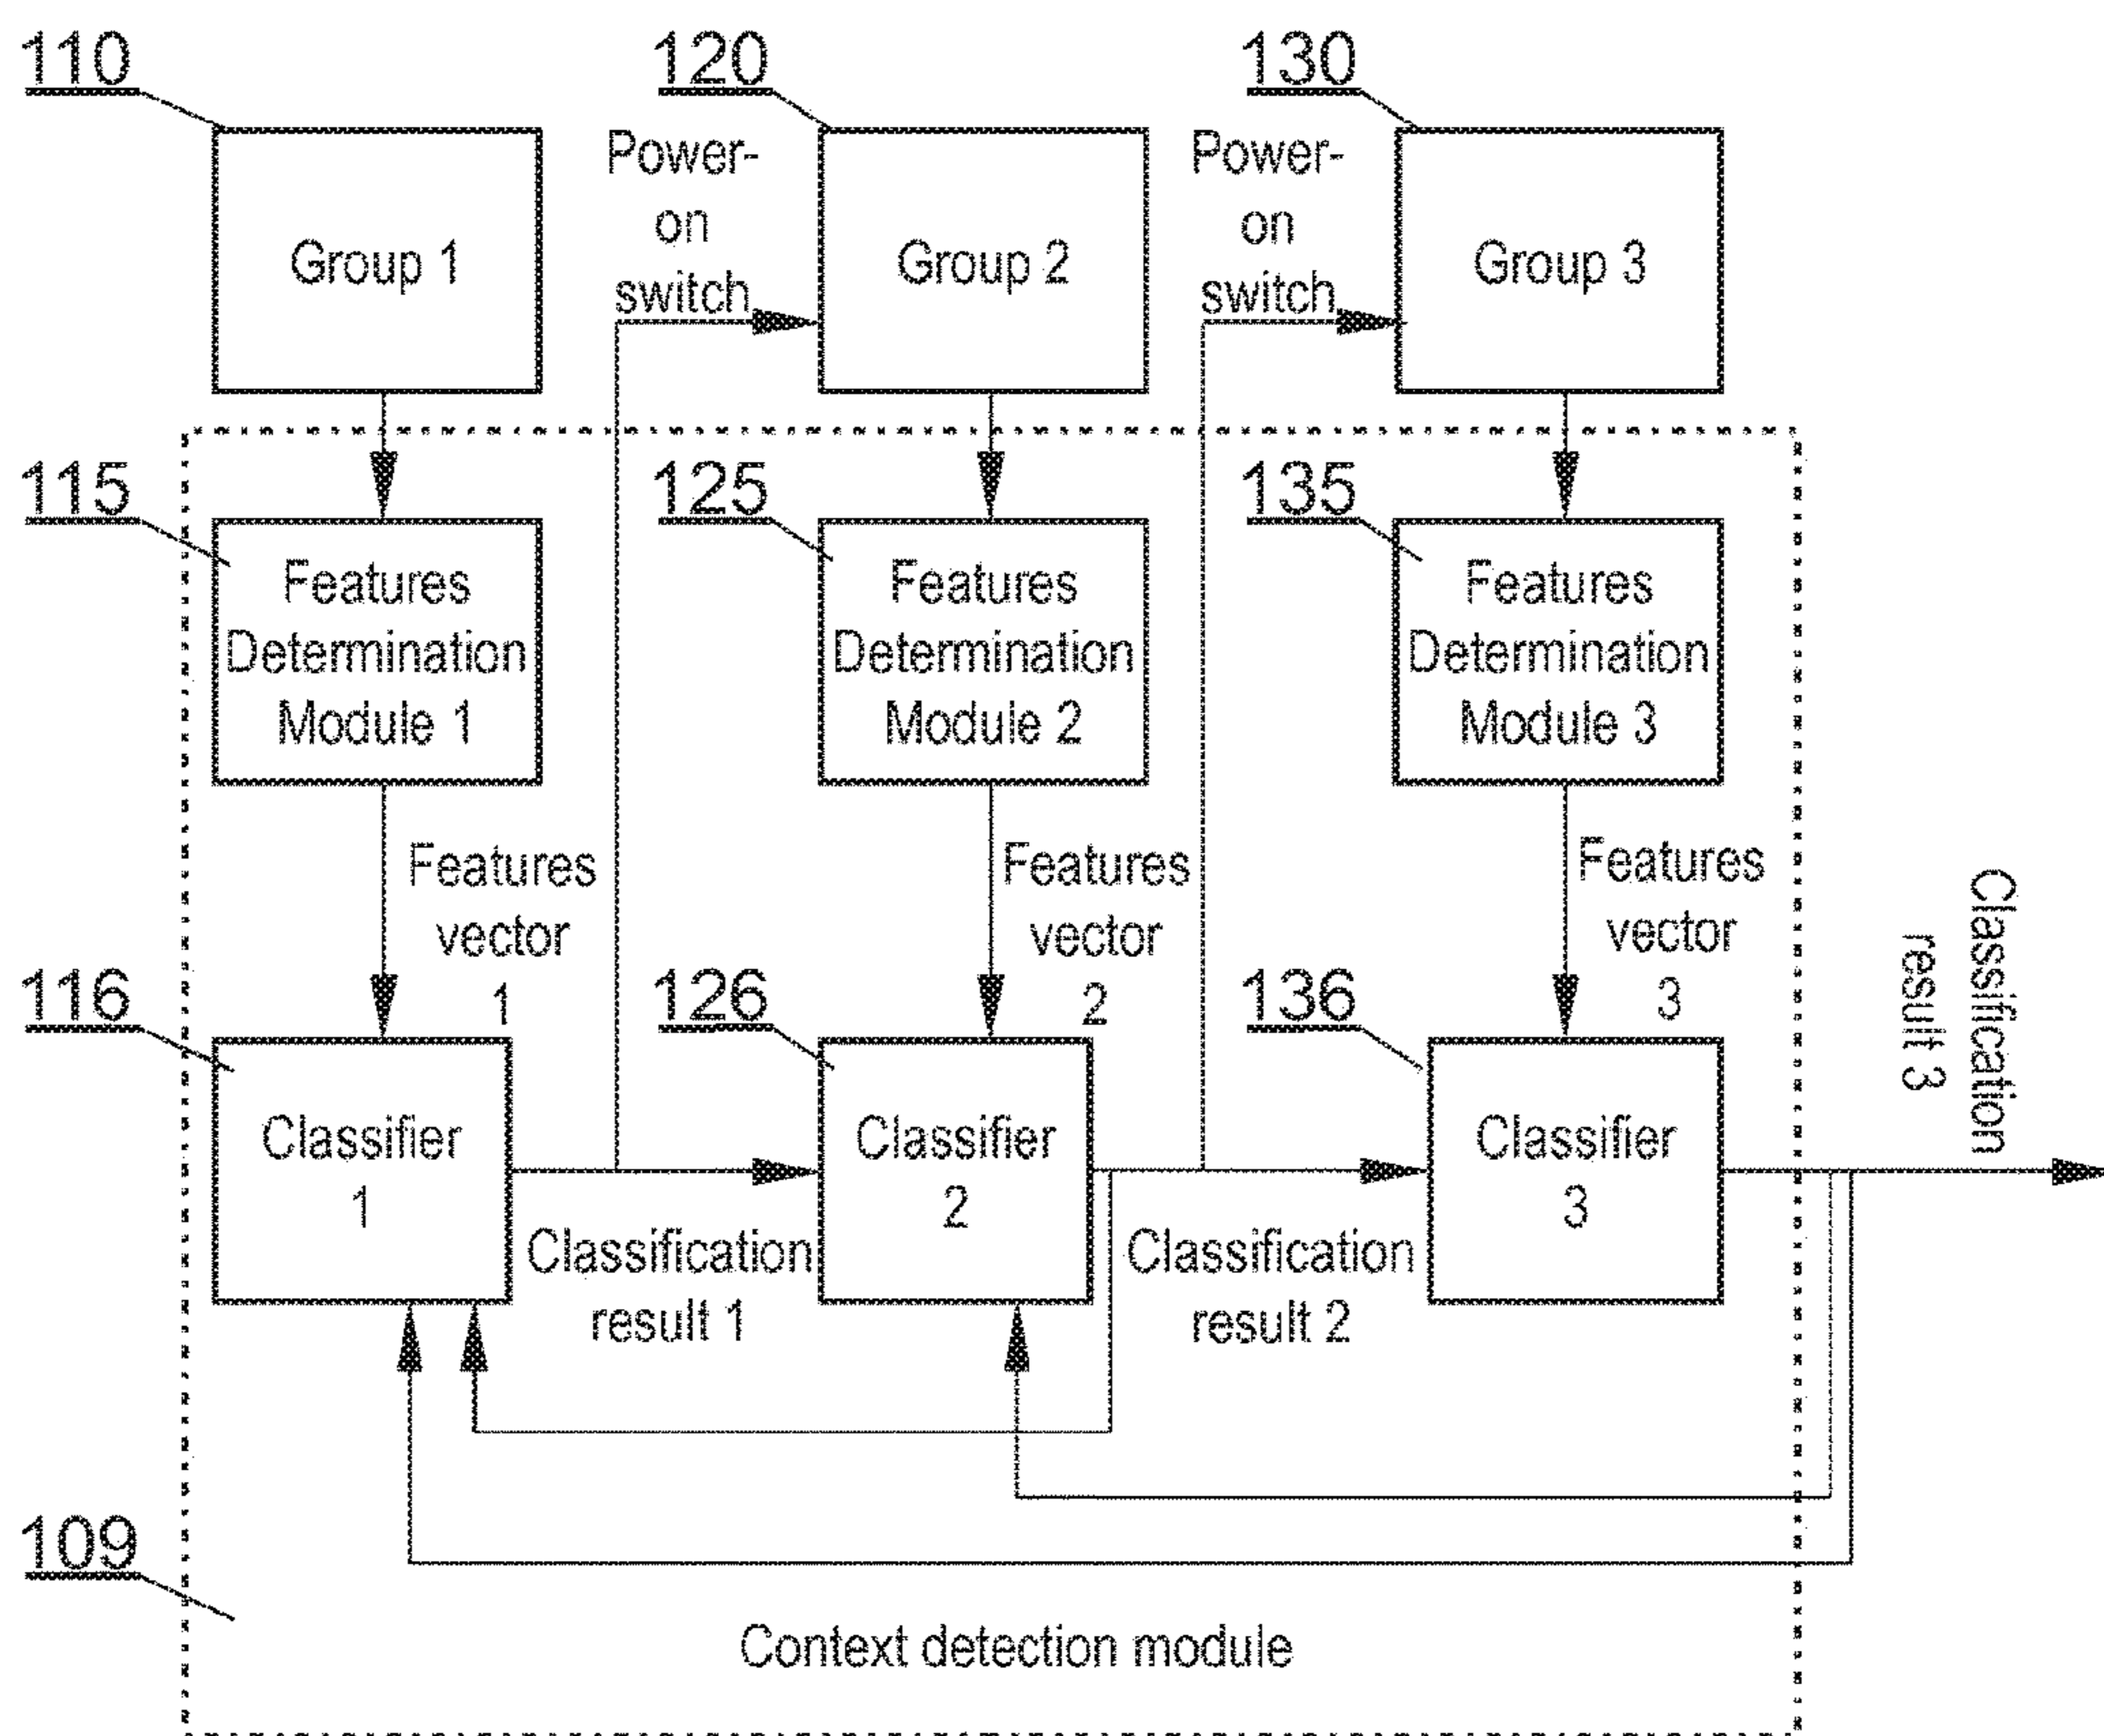 110
120
130
Power-
on
switch
Power-
on
switch
Group 1
Group 2
Group 3
115
125
135
Features
Determination
Module 1
Features
Determination
Module 2
Features
Determination
Module 3
Features
vector
1
Features
vector
2
Features
vector
3
Classification
result 3
116
126
136
Classifier
1
Classifier
2
Classifier
3
Classification
result 1
Classification
result 2
109
Context detection module